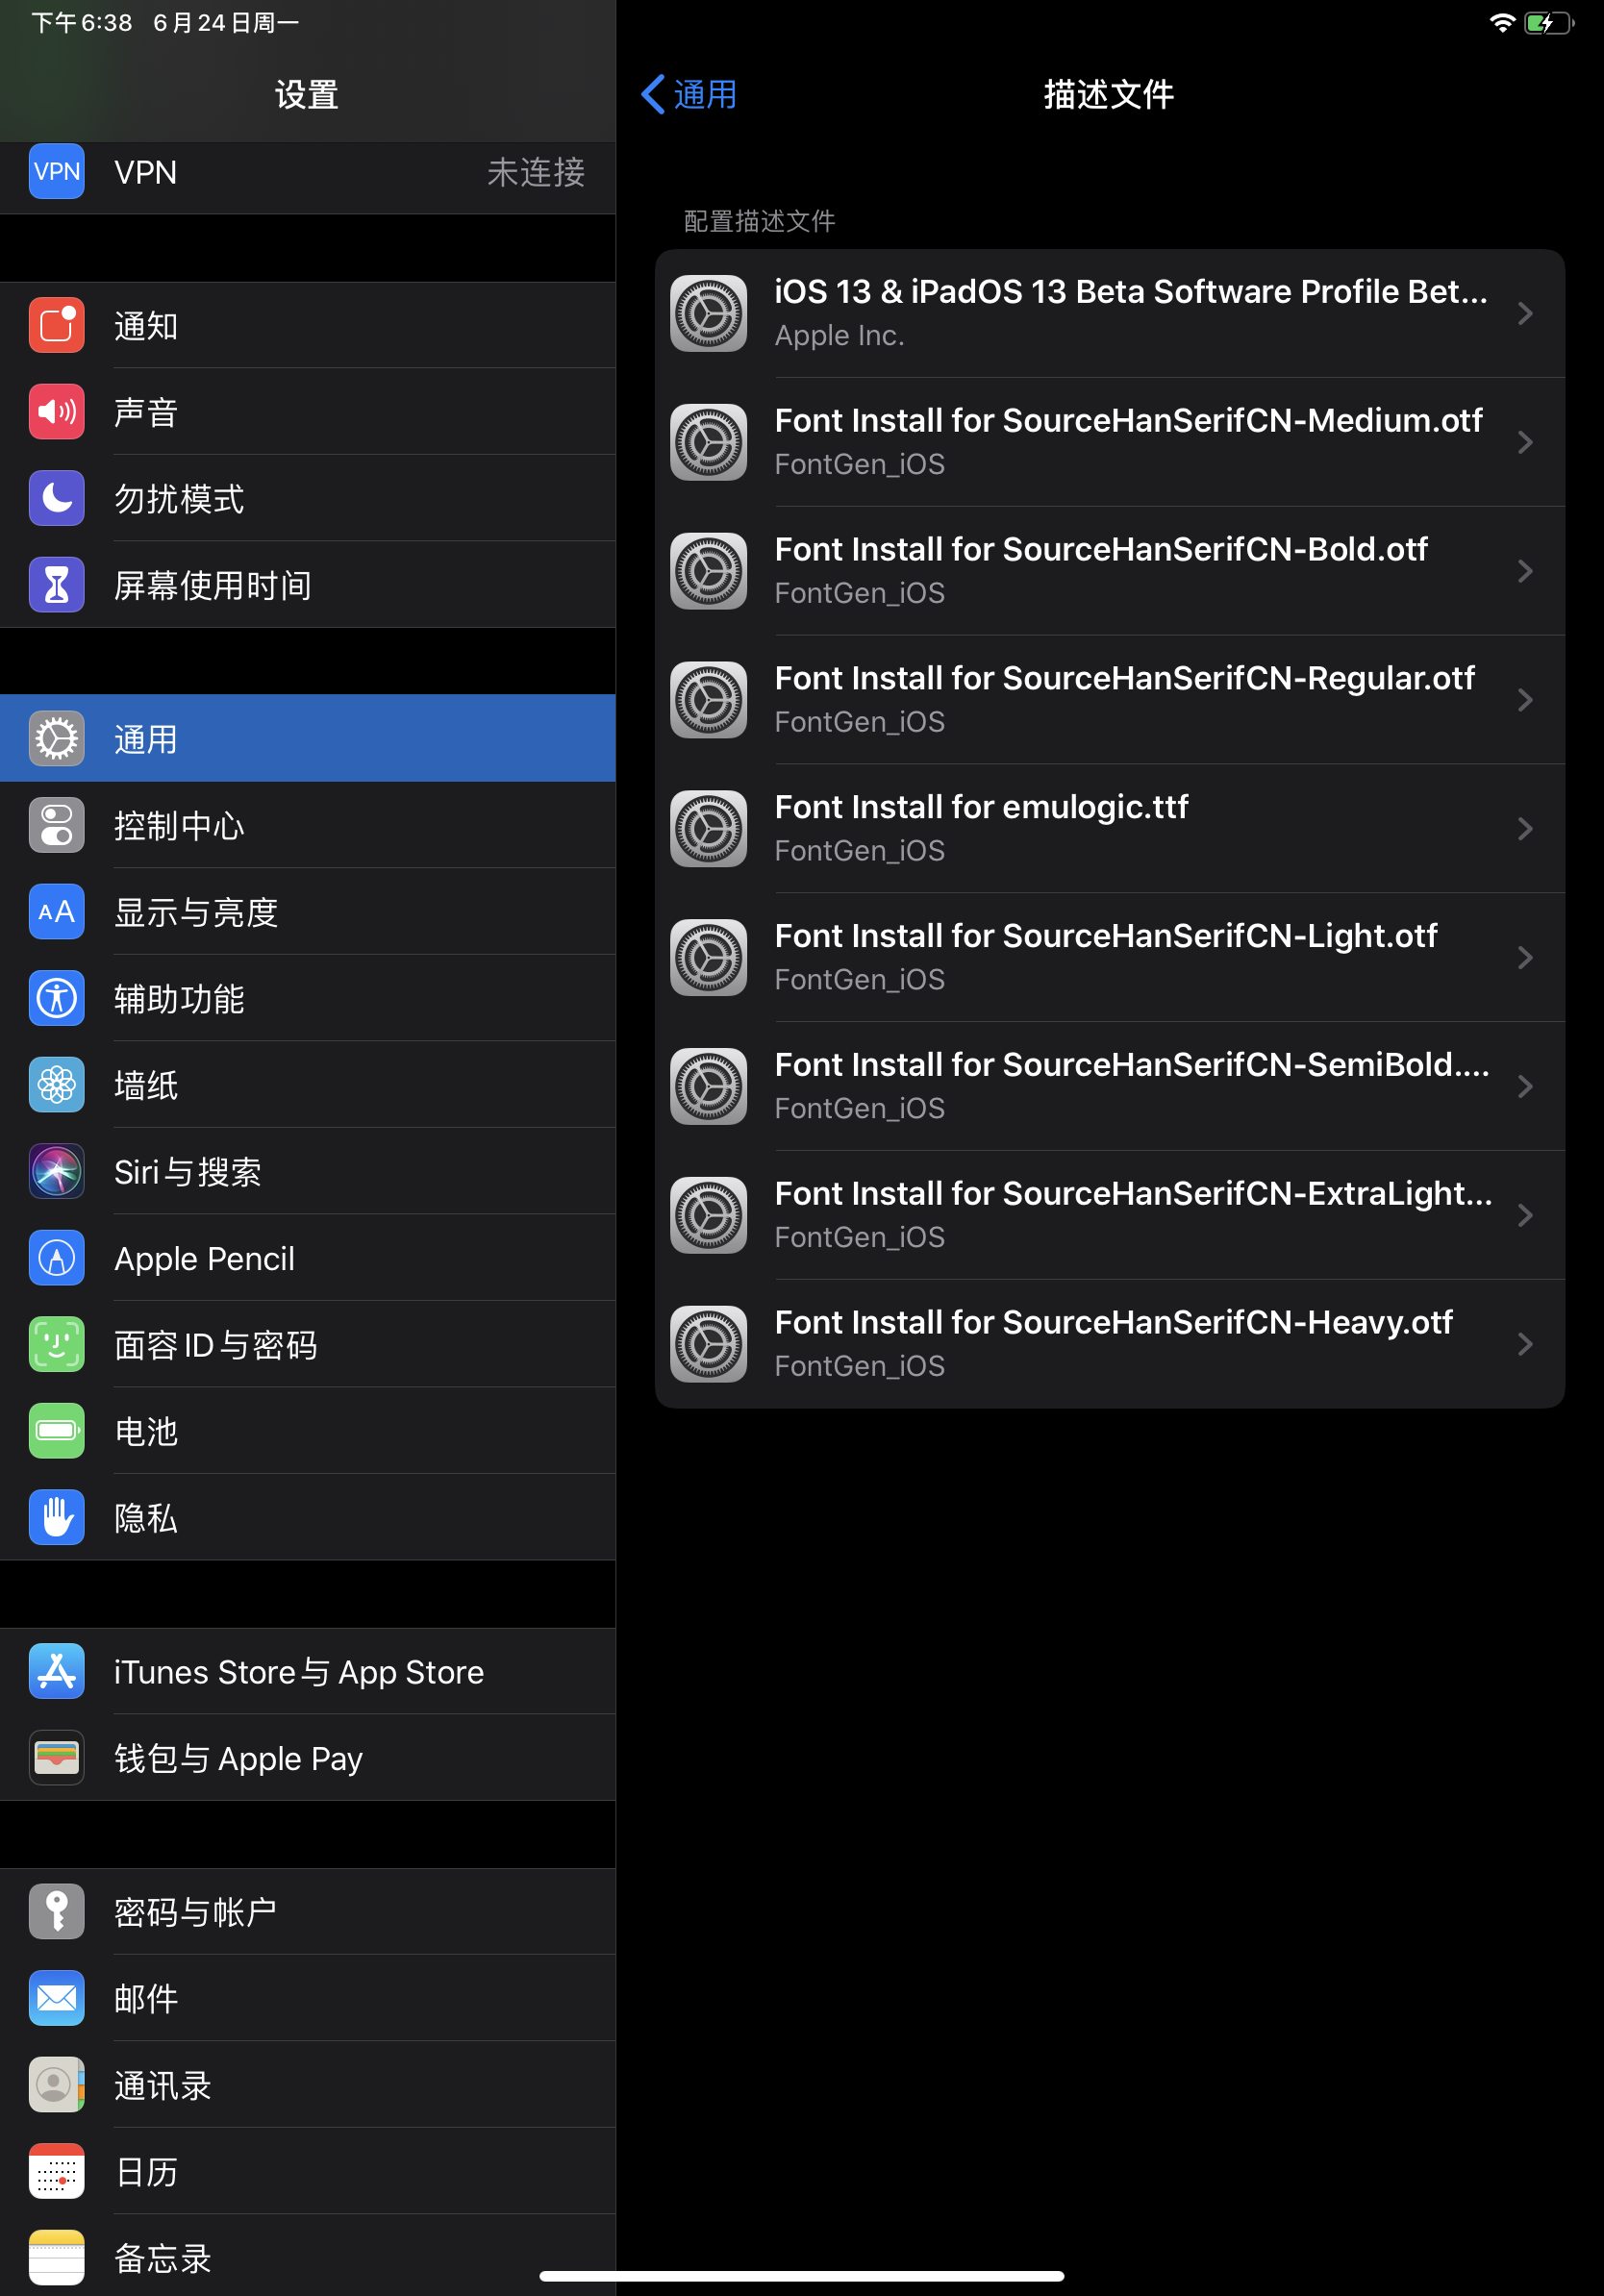 下午6:38 6月24日周一
设置
VPN
VPN
未连接
通知
声音
勿扰模式
屏幕使用时间
通用
控制中心
AA
显示与亮度
辅助功能
墙纸
Siri与搜索
Apple Pencil
面容ID与密码
电池
隐私
iTunes Store与App Store
钱包与Apple Pay
密码与帐户
邮件
通讯录
日历
备忘录
通用
描述文件
配置描述文件
iOS 13 & iPadOS 13 Beta Software Profile Bet...
Apple Inc.
Font Install for SourceHanSerifCN-Medium.otf
FontGen_iOS
Font Install for SourceHanSerifCN-Bold.otf
FontGen_iOS
Font Install for SourceHanSerifCN-Regular.otf
FontGen_iOS
Font Install for emulogic.ttf
FontGen_iOS
Font Install for SourceHanSerifCN-Light.otf
FontGen_iOS
Font Install for SourceHanSerifCN-SemiBold....
FontGen_iOS
Font Install for SourceHanSerifCN-ExtraLight...
FontGen_iOS
Font Install for SourceHanSerifCN-Heavy.otf
FontGen_iOS